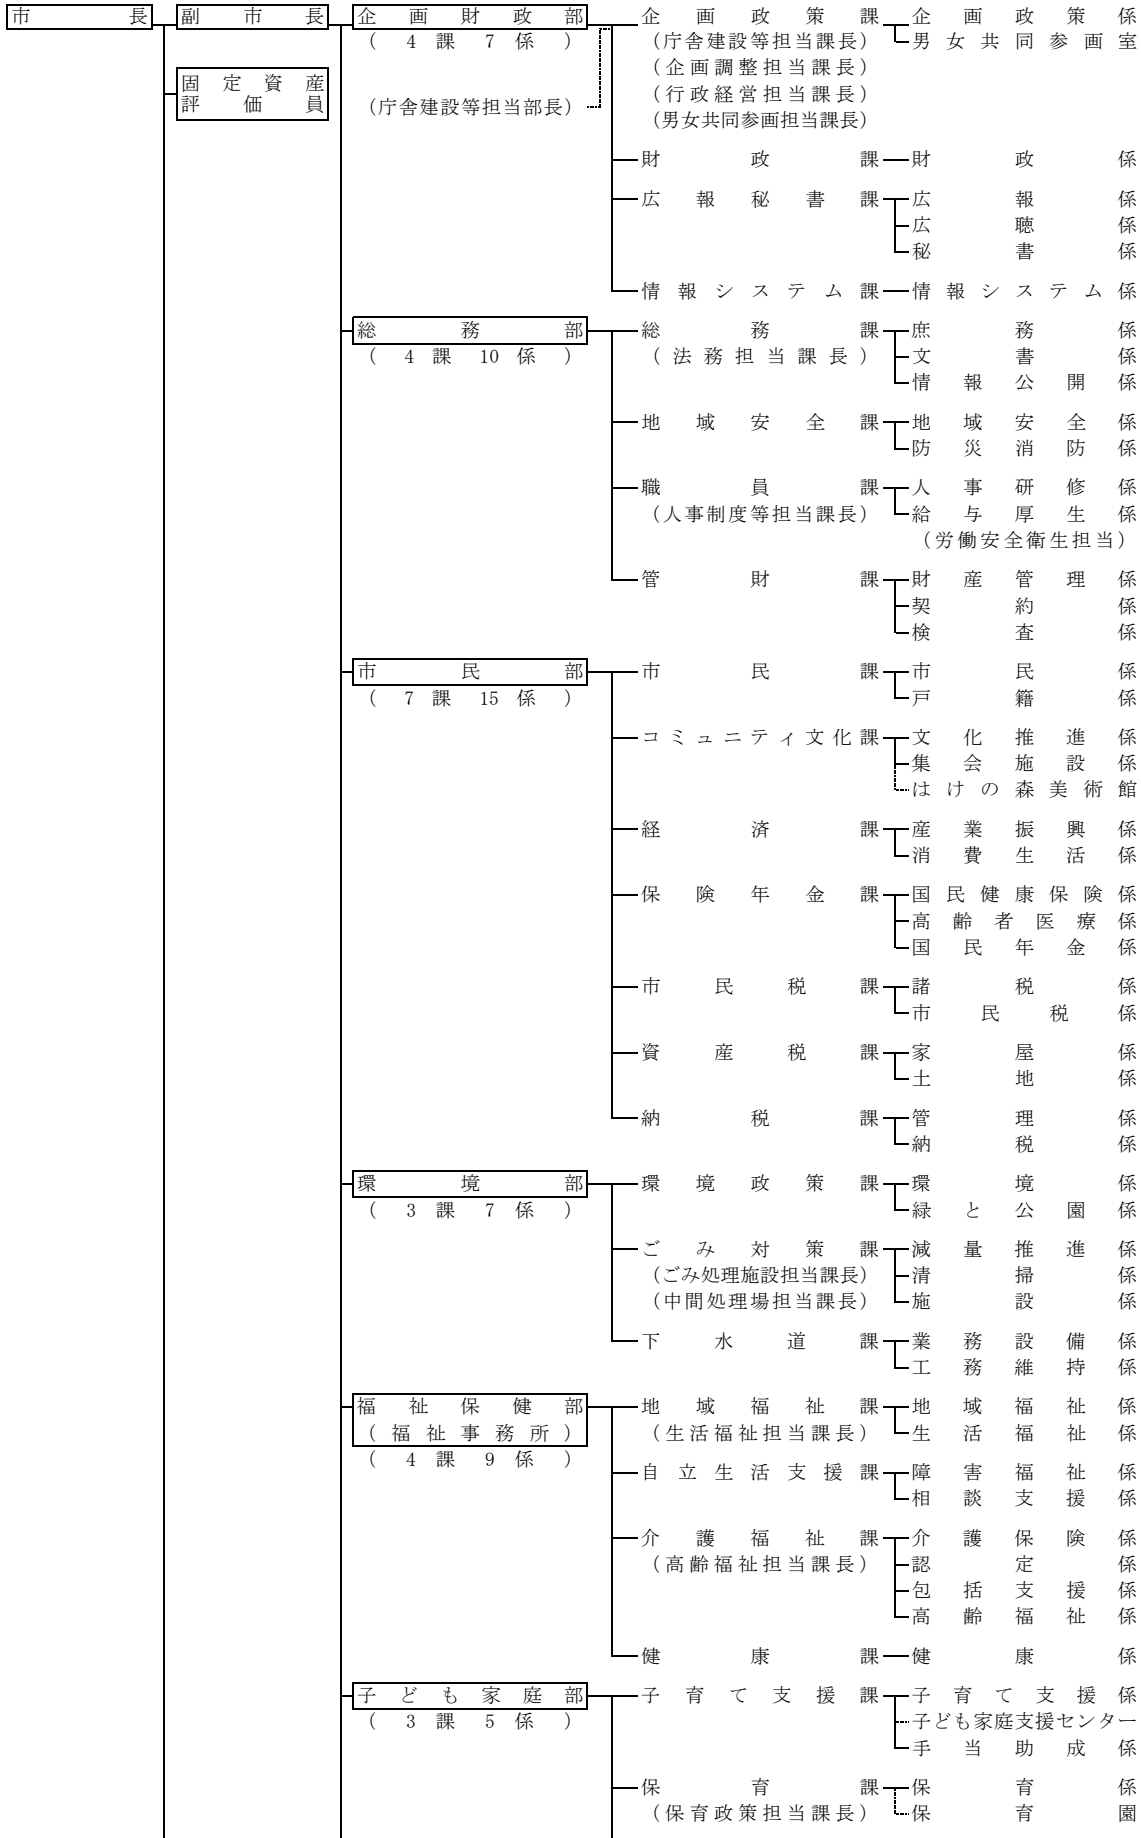 市長 副市長 企画財政部 企画政策課 企画政策係
(4課7係) (庁舎建設等担当課長) 男女共同参画室
(企画調整担当課長)
固定資産評価員 (庁舎建設等担当部長) (行政経営担当課長)
(男女共同参画担当課長)
財政課 財政係
広報秘書課 広報係
広聴係
秘書係
情報システム課 情報システム係
総務部 総務課 庶務係
(4課10係) (法務担当課長) 文書係
情報公開係
地域安全課 地域安全係
防災消防係
職員課 人事研修係
(人事制度等担当課長) 給与厚生係
(労働安全衛生担当)
管財課 財産管理係
契約係
検査係
市民部 市民課 市民係
(7課15係) 戸籍係
コミュニティ文化課 文化推進係
集会施設係
はけの森美術館
経済課 産業振興係
消費生活係
保険年金課 国民健康保険係
高齢者医療係
国民年金係
市民税課 諸税係
市民税係
資産税課 家屋係
土地係
納税課 管理係
納税係
環境部 環境政策課 環境係
(3課7係) 緑と公園係
ごみ対策課 減量推進係
(ごみ処理施設担当課長) 清掃係
(中間処理場担当課長) 施設係
下水道課 業務設備係
工務維持係
福祉保健部 地域福祉課 地域福祉係
(福祉事務所) (生活福祉担当課長) 生活福祉係
(4課9係) 自立生活支援課 障害福祉係
相談支援係
介護福祉課 介護保険係
(高齢福祉担当課長) 認定係
包括支援係
高齢福祉係
健康課 健康係
子ども家庭部 子育て支援課 子育て支援係
(3課5係) 子ども家庭支援センター
手当助成係
保育課 保育係
(保育政策担当課長) 保育園